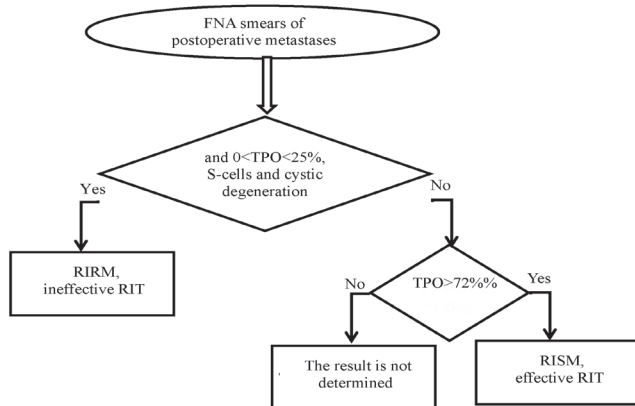 FNA smears of
postoperative metastases
and 0<TPO<25%,
S-cells and cystic
degeneration
Yes
No
RIRM,
ineffective RIT
No
TPO>72%%
Yes
The result is not
determined
RISM,
effective RIT